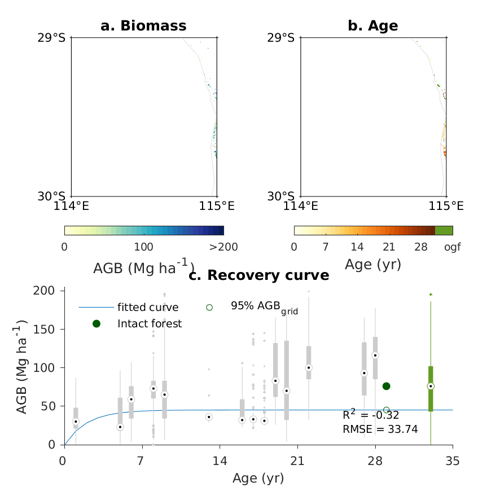 a. Biomass
b. Age
29°S
29°S
30°S
30°S
114°E
115°E
114°E
115°E
0
100
>200
0
7
14
21
28
ogf
AGB (Mg ha⁻¹)
Age (yr)
c. Recovery curve
200
150
100
50
0
AGB (Mg ha⁻¹)
fitted curve
95% AGB_grid
Intact forest
R² = -0.32
RMSE = 33.74
0
7
14
21
28
35
Age (yr)